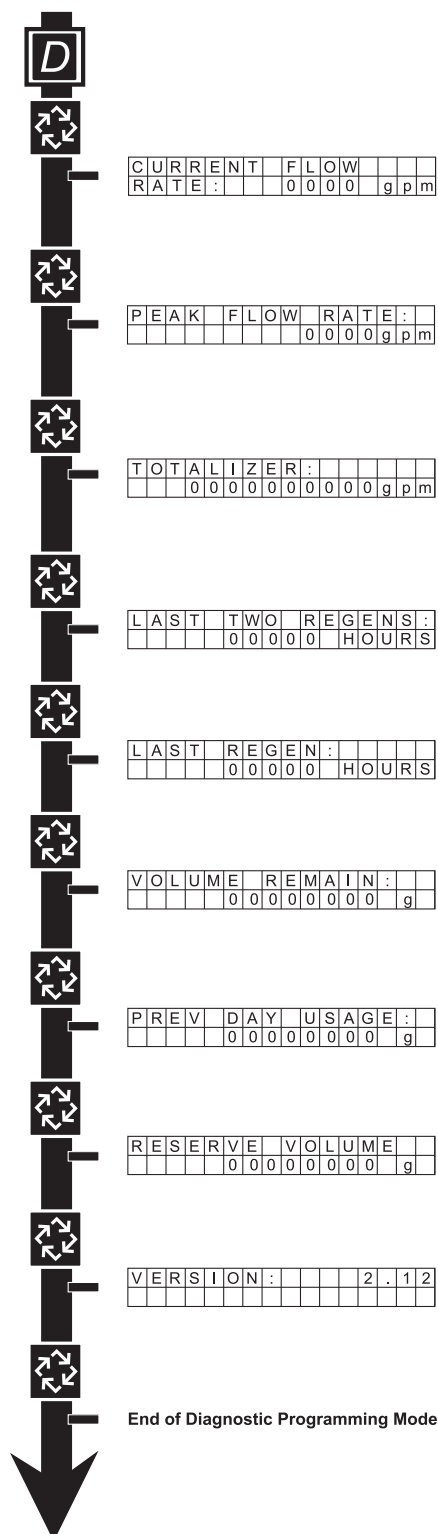 D
CURRENT FLOW
RATE: 0000 gpm
PEAK FLOW RATE:
0000gpm
TOTALIZER:
0000000000gpm
LAST TWO REGENS:
00000 HOURS
LAST REGEN:
00000 HOURS
VOLUME REMAIN:
00000000 g
PREV DAY USAGE:
00000000 g
RESERVE VOLUME
00000000 g
VERSION: 2.12
End of Diagnostic Programming Mode